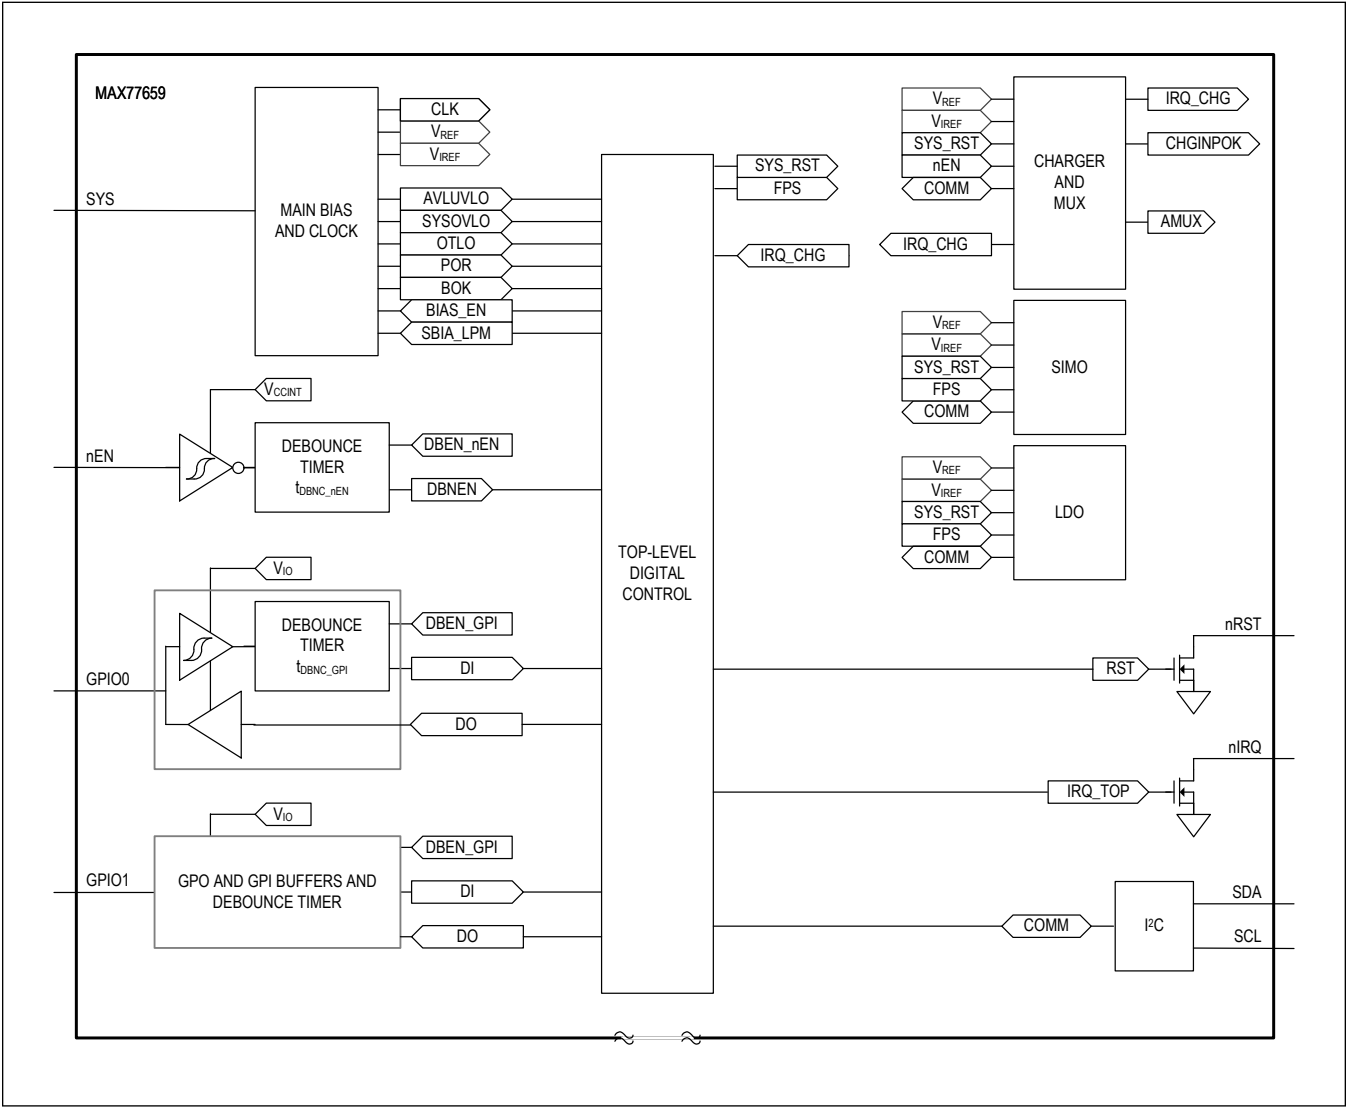 MAX77659
SYS
MAIN BIAS
AND CLOCK
CLK
VREF
VIREF
AVLUVLO
SYSOVLO
OTLO
POR
BOK
BIAS_EN
SBIA_LPM
VCCINT
nEN
DEBOUNCE
TIMER
tDBNC_nEN
DBEN_nEN
DBNEN
VIO
GPIO0
DEBOUNCE
TIMER
tDBNC_GPI
DBEN_GPI
DI
DO
VIO
GPIO1
GPO AND GPI BUFFERS AND
DEBOUNCE TIMER
DBEN_GPI
DI
DO
TOP-LEVEL
DIGITAL
CONTROL
SYS_RST
FPS
IRQ_CHG
VREF
VIREF
SYS_RST
nEN
COMM
IRQ_CHG
CHARGER
AND
MUX
IRQ_CHG
CHGINPOK
AMUX
VREF
VIREF
SYS_RST
FPS
COMM
SIMO
VREF
VIREF
SYS_RST
FPS
COMM
LDO
RST
nRST
IRQ_TOP
nIRQ
COMM
I²C
SDA
SCL